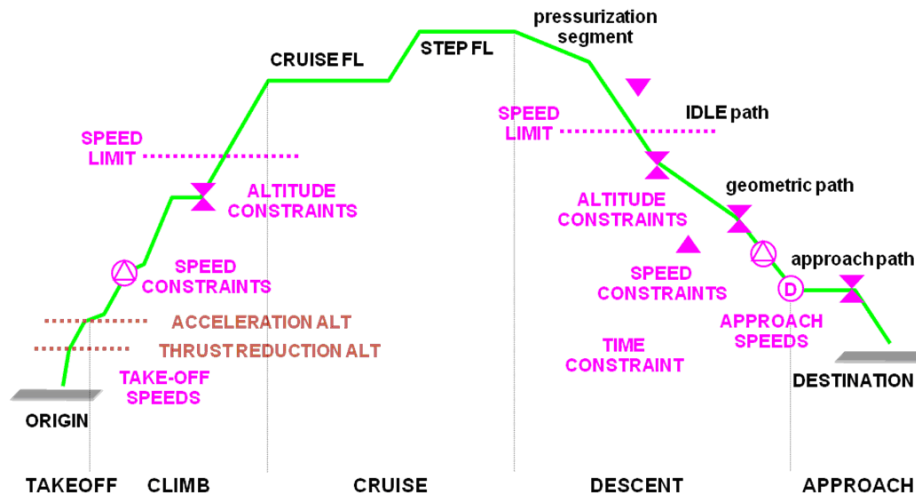 pressurization
segment
CRUISE FL
STEP FL
SPEED
LIMIT
SPEED
LIMIT
IDLE path
ALTITUDE
CONSTRAINTS
ALTITUDE
CONSTRAINTS
geometric path
SPEED
CONSTRAINTS
SPEED
CONSTRAINTS
approach path
D
ACCELERATION ALT
THRUST REDUCTION ALT
APPROACH
SPEEDS
TIME
CONSTRAINT
TAKE-OFF
SPEEDS
ORIGIN
DESTINATION
TAKEOFF
CLIMB
CRUISE
DESCENT
APPROACH